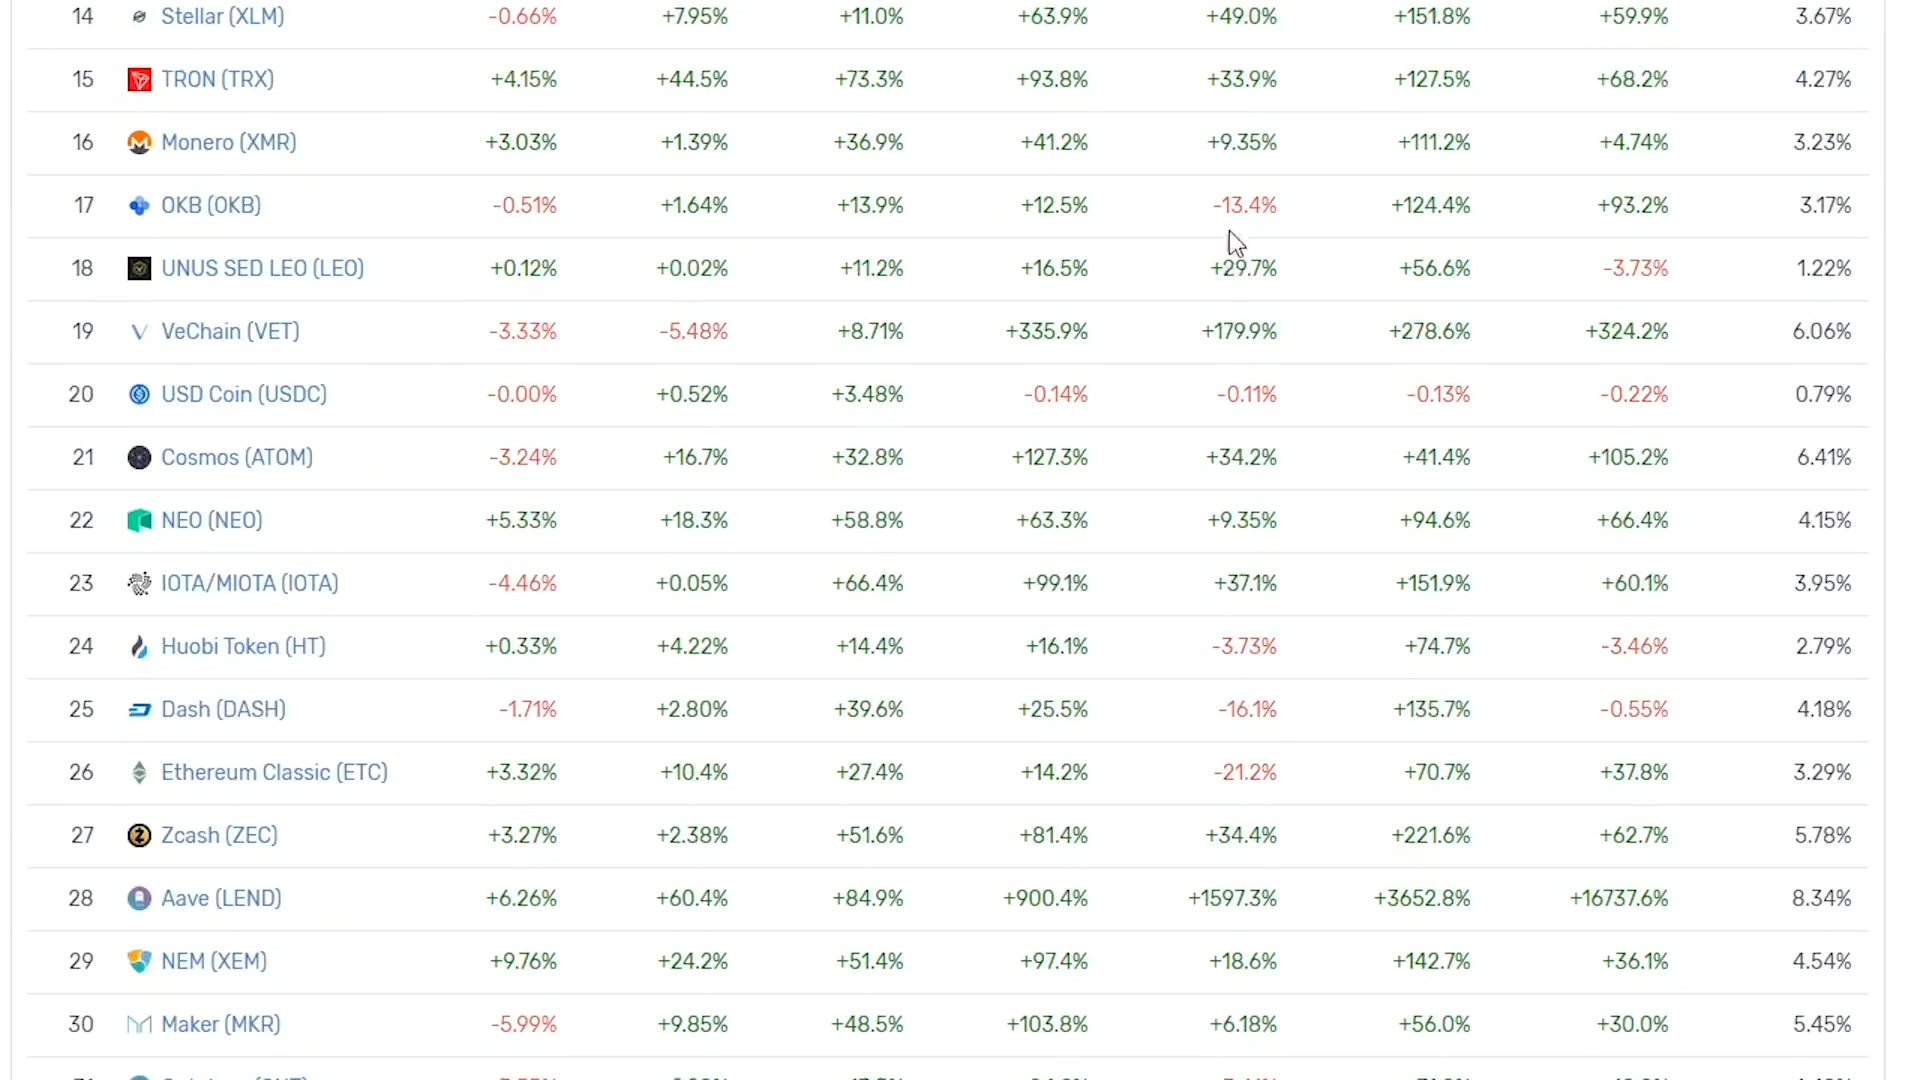 14 Stellar (XLM) -0.66% +7.95% +11.0% +63.9% +49.0% +151.8% +59.9% 3.67%
15 TRON (TRX) +4.15% +44.5% +73.3% +93.8% +33.9% +127.5% +68.2% 4.27%
16 Monero (XMR) +3.03% +1.39% +36.9% +41.2% +9.35% +111.2% +4.74% 3.23%
17 OKB (OKB) -0.51% +1.64% +13.9% +12.5% -13.4% +124.4% +93.2% 3.17%
18 UNUS SED LEO (LEO) +0.12% +0.02% +11.2% +16.5% +29.7% +56.6% -3.73% 1.22%
19 VeChain (VET) -3.33% -5.48% +8.71% +335.9% +179.9% +278.6% +324.2% 6.06%
20 USD Coin (USDC) -0.00% +0.52% +3.48% -0.14% -0.11% -0.13% -0.22% 0.79%
21 Cosmos (ATOM) -3.24% +16.7% +32.8% +127.3% +34.2% +41.4% +105.2% 6.41%
22 NEO (NEO) +5.33% +18.3% +58.8% +63.3% +9.35% +94.6% +66.4% 4.15%
23 IOTA/MIOTA (IOTA) -4.46% +0.05% +66.4% +99.1% +37.1% +151.9% +60.1% 3.95%
24 Huobi Token (HT) +0.33% +4.22% +14.4% +16.1% -3.73% +74.7% -3.46% 2.79%
25 Dash (DASH) -1.71% +2.80% +39.6% +25.5% -16.1% +135.7% -0.55% 4.18%
26 Ethereum Classic (ETC) +3.32% +10.4% +27.4% +14.2% -21.2% +70.7% +37.8% 3.29%
27 Zcash (ZEC) +3.27% +2.38% +51.6% +81.4% +34.4% +221.6% +62.7% 5.78%
28 Aave (LEND) +6.26% +60.4% +84.9% +900.4% +1597.3% +3652.8% +16737.6% 8.34%
29 NEM (XEM) +9.76% +24.2% +51.4% +97.4% +18.6% +142.7% +36.1% 4.54%
30 Maker (MKR) -5.99% +9.85% +48.5% +103.8% +6.18% +56.0% +30.0% 5.45%